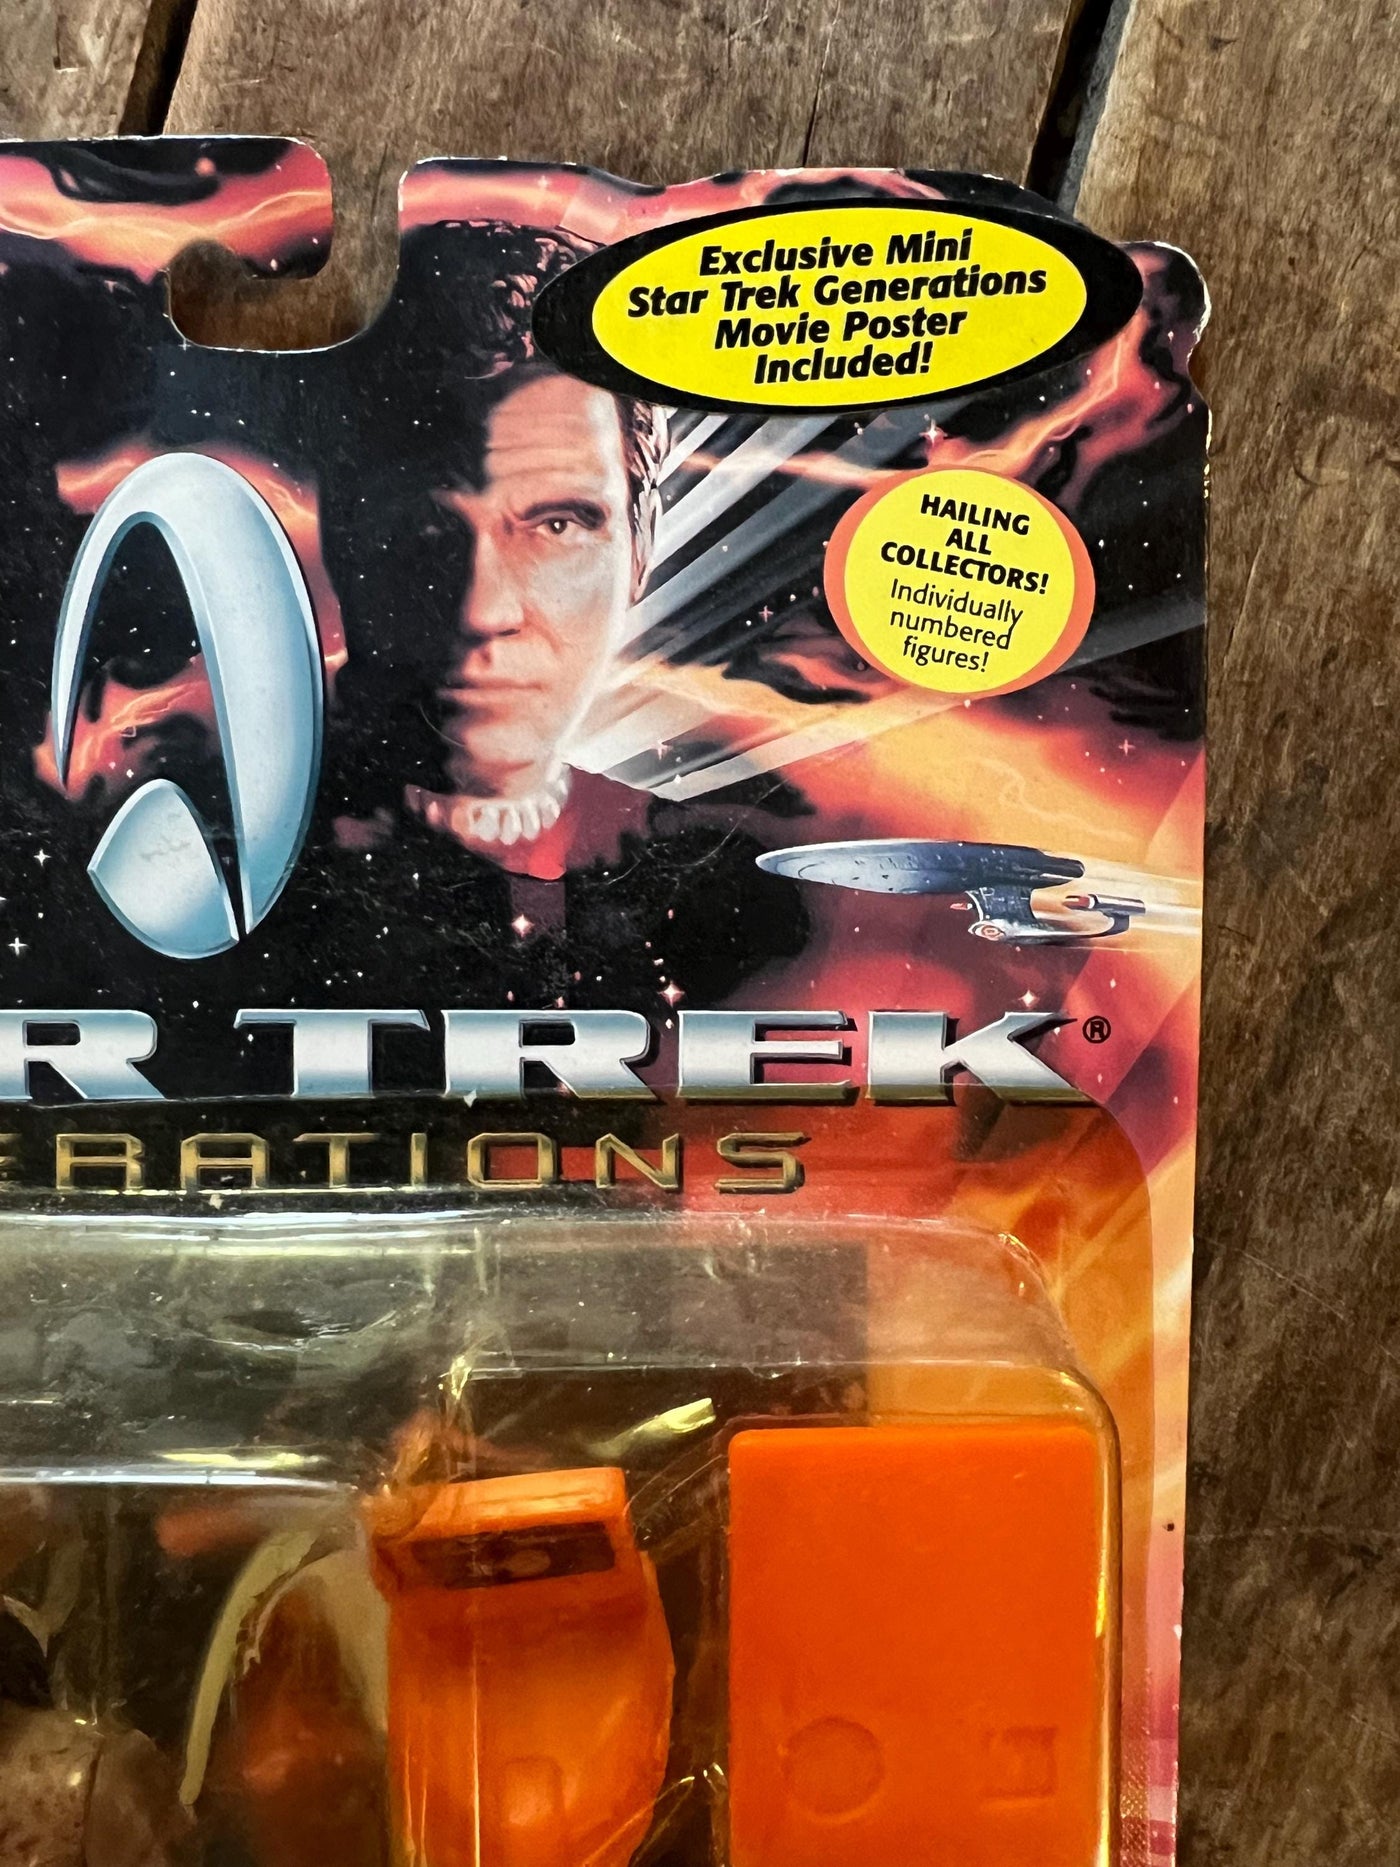 Exclusive Mini
Star Trek Generations
Movie Poster
Included!
HAILING
ALL
COLLECTORS!
Individually
numbered
figures!
R TREK®
ERATIONS